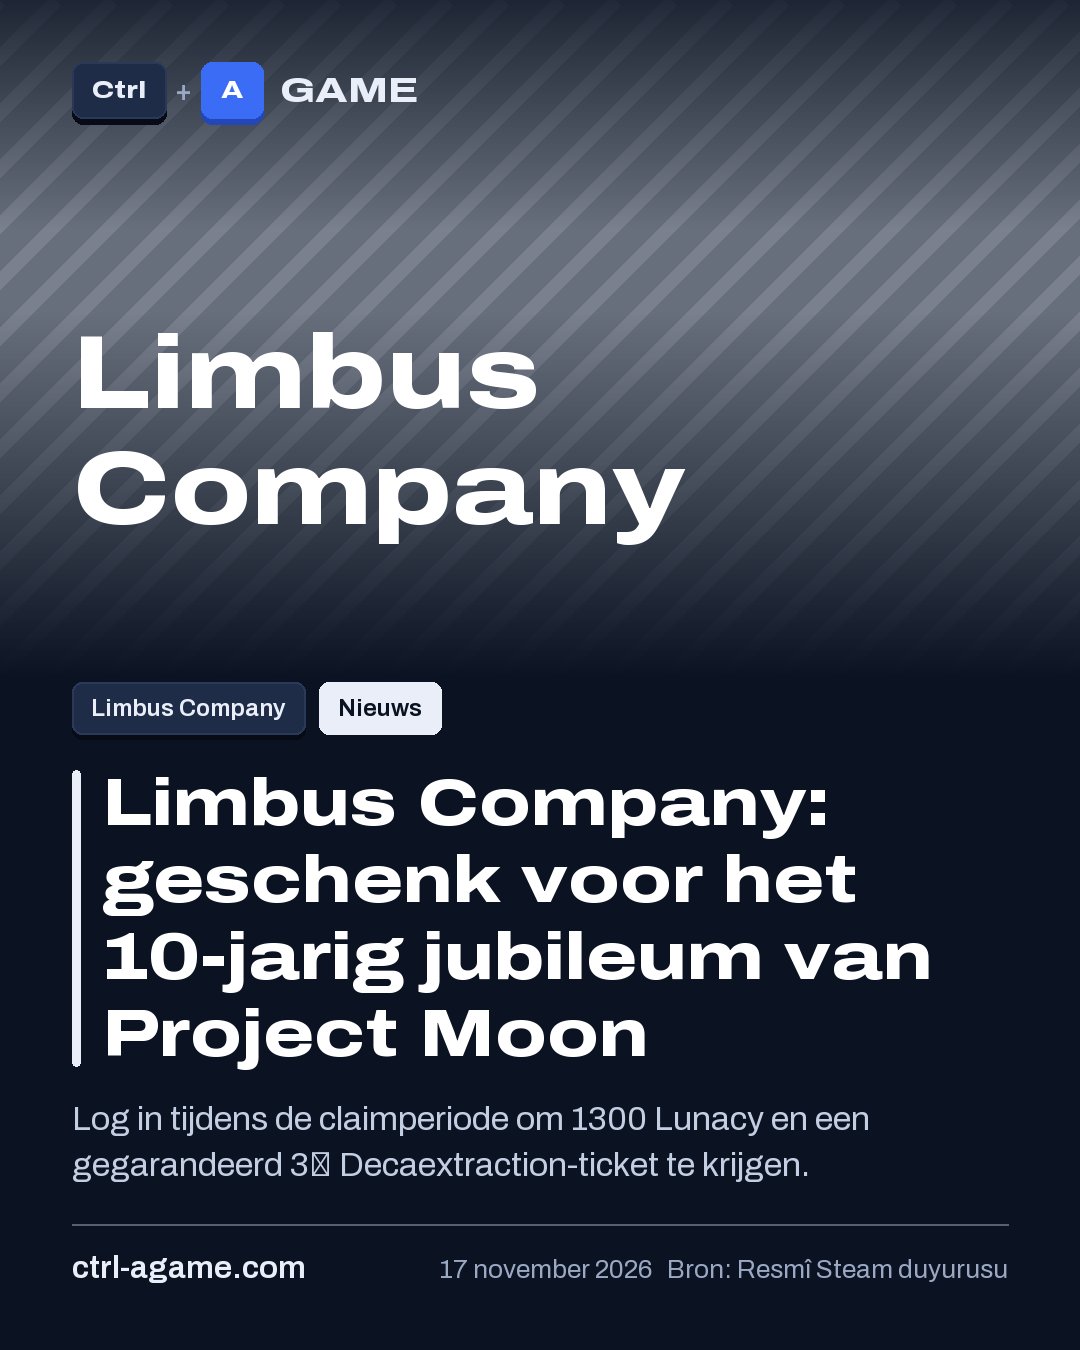 Ctrl + A GAME
Limbus
Company
Limbus Company Nieuws
Limbus Company:
geschenk voor het
10-jarig jubileum van
Project Moon
Log in tijdens de claimperiode om 1300 Lunacy en een
gegarandeerd 3 Decaextraction-ticket te krijgen.
ctrl-agame.com 17 november 2026 Bron: Resmî Steam duyurusu